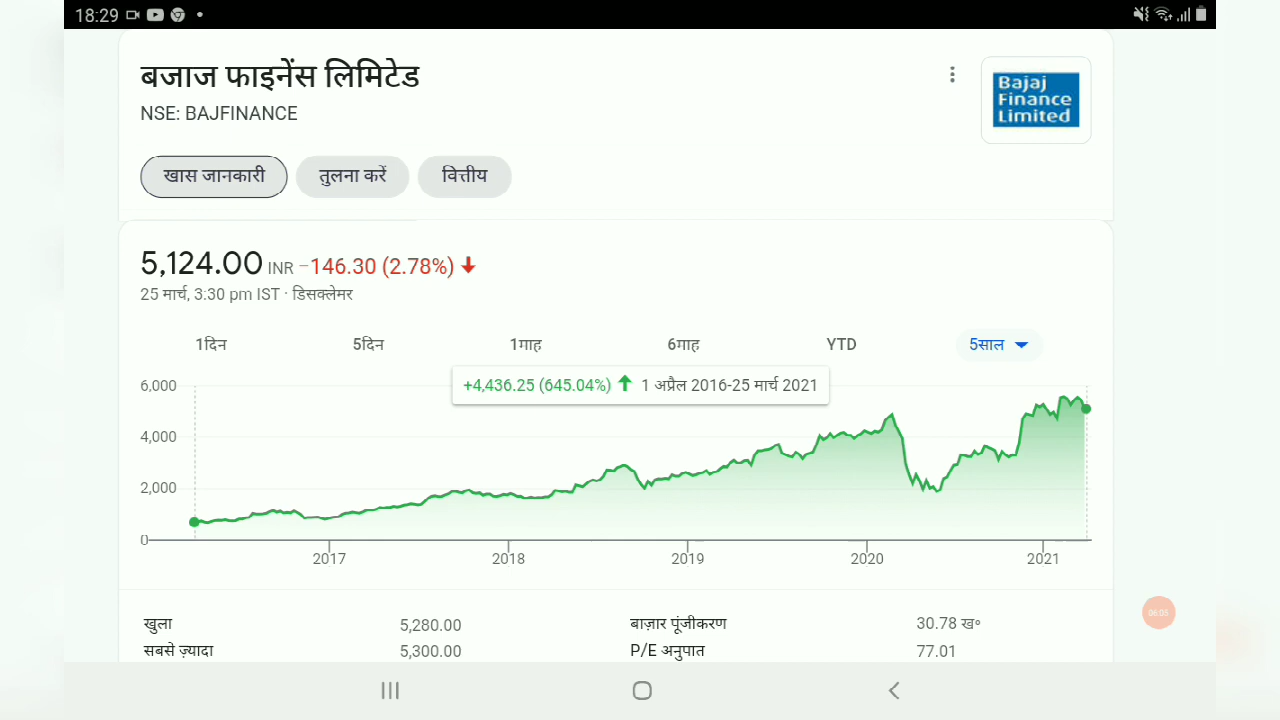 18:29
बजाज फाइनेंस लिमिटेड
NSE: BAJFINANCE
Bajaj
Finance
Limited
खास जानकारी
तुलना करें
वित्तीय
5,124.00 INR −146.30 (2.78%)
25 मार्च, 3:30 pm IST · डिसक्लेमर
1दिन
5दिन
1माह
6माह
YTD
5साल
+4,436.25 (645.04%) 1 अप्रैल 2016-25 मार्च 2021
6,000
4,000
2,000
0
2017
2018
2019
2020
2021
खुला 5,280.00
बाज़ार पूंजीकरण 30.78 ख॰
सबसे ज़्यादा 5,300.00
P/E अनुपात 77.01